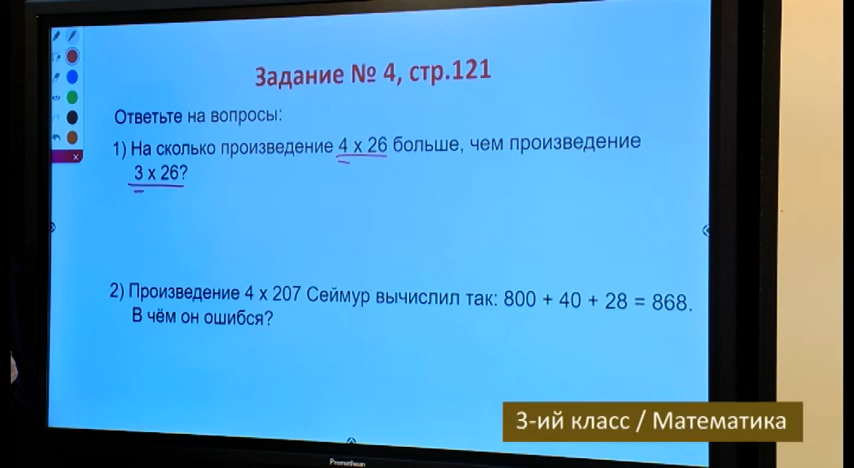 Задание № 4, стр.121
Ответьте на вопросы:
1) На сколько произведение 4 x 26 больше, чем произведение
3 x 26?
2) Произведение 4 x 207 Сеймур вычислил так: 800 + 40 + 28 = 868.
В чём он ошибся?
3-ий класс / Математика
Promethean